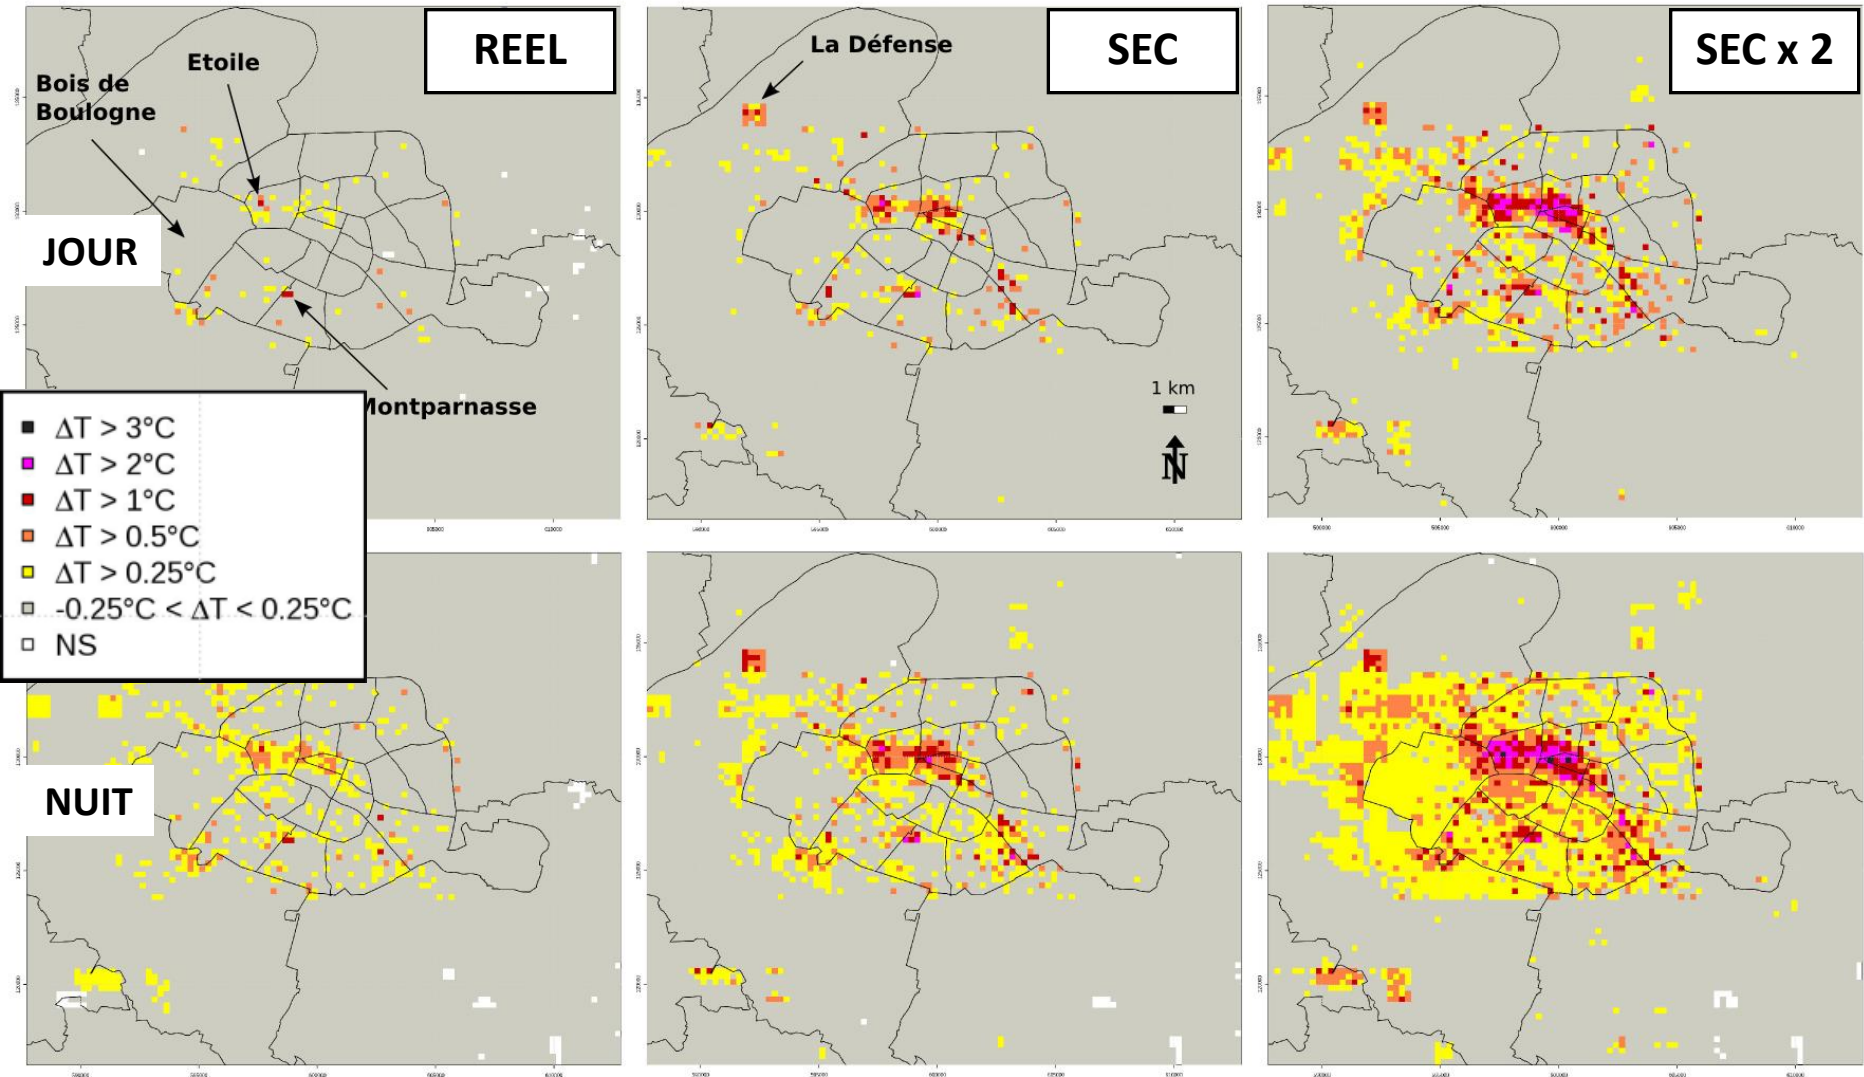 REEL
SEC
SEC x 2
Etoile
La Défense
Bois de
Boulogne
JOUR
1 km
N
Montparnasse
ΔT > 3°C
ΔT > 2°C
ΔT > 1°C
ΔT > 0.5°C
ΔT > 0.25°C
-0.25°C < ΔT < 0.25°C
NS
NUIT